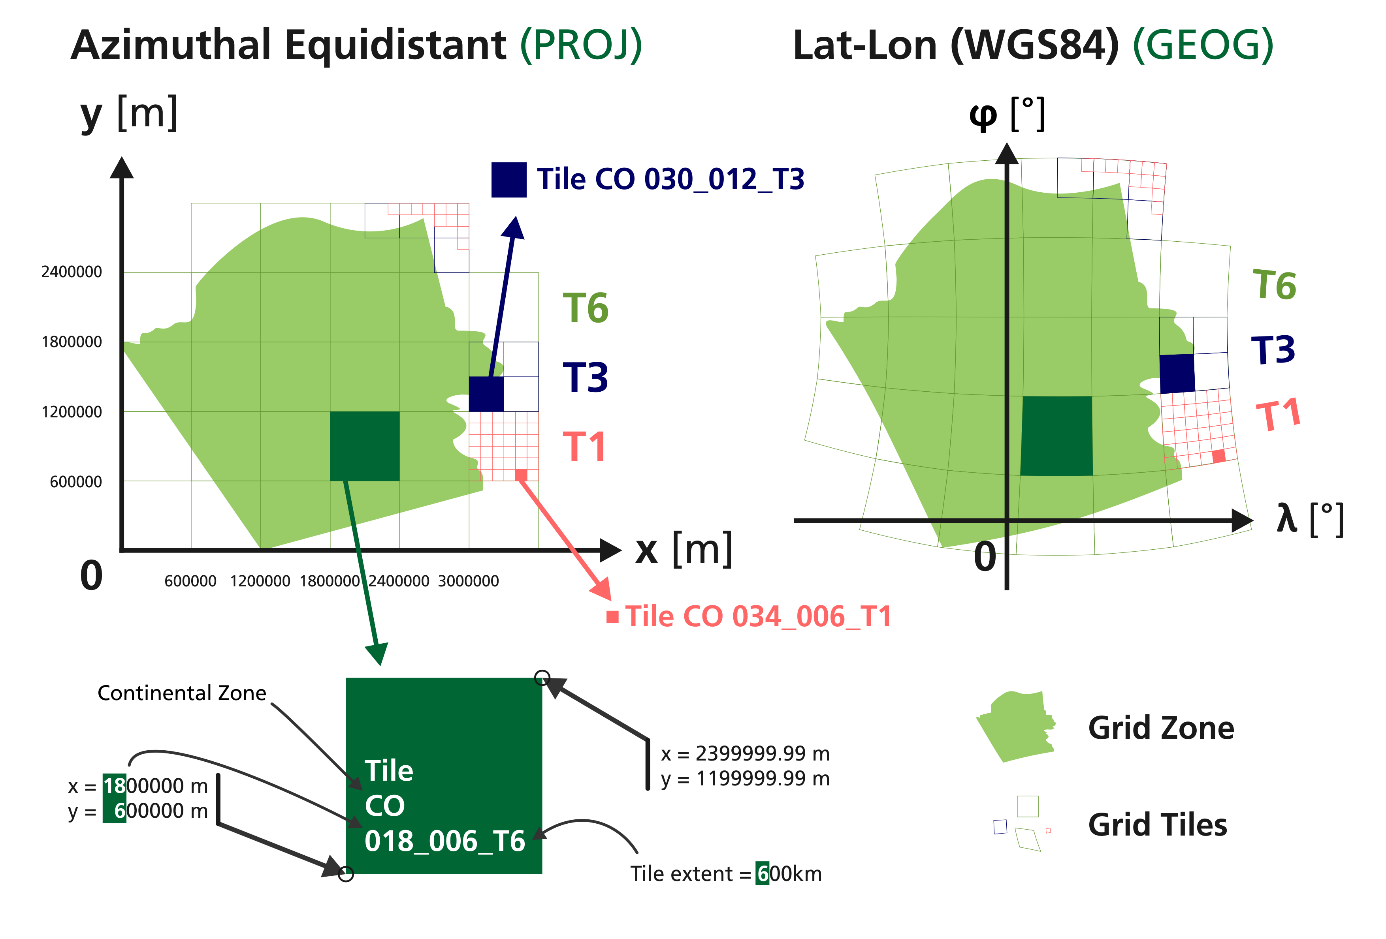 Azimuthal Equidistant (PROJ)
Lat-Lon (WGS84) (GEOG)
y [m]
φ [°]
Tile CO 030_012_T3
2400000
1800000
1200000
600000
T6
T3
T1
T6
T3
T1
0
600000 1200000 1800000 2400000 3000000
x [m]
0
λ [°]
Tile CO 034_006_T1
Continental Zone
x = 1800000 m
y = 600000 m
Tile
CO
018_006_T6
x = 2399999.99 m
y = 1199999.99 m
Tile extent = 600km
Grid Zone
Grid Tiles